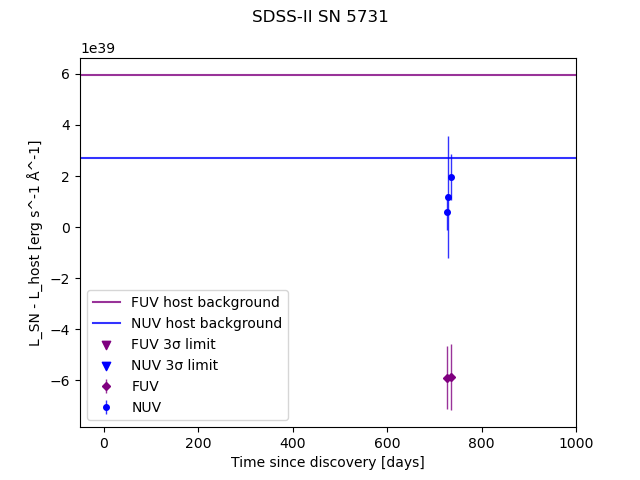 SDSS-II SN 5731
1e39
6
4
2
0
−2
−4
−6
L_SN - L_host [erg s^-1 Å^-1]
FUV host background
NUV host background
FUV 3σ limit
NUV 3σ limit
FUV
NUV
0 200 400 600 800 1000
Time since discovery [days]